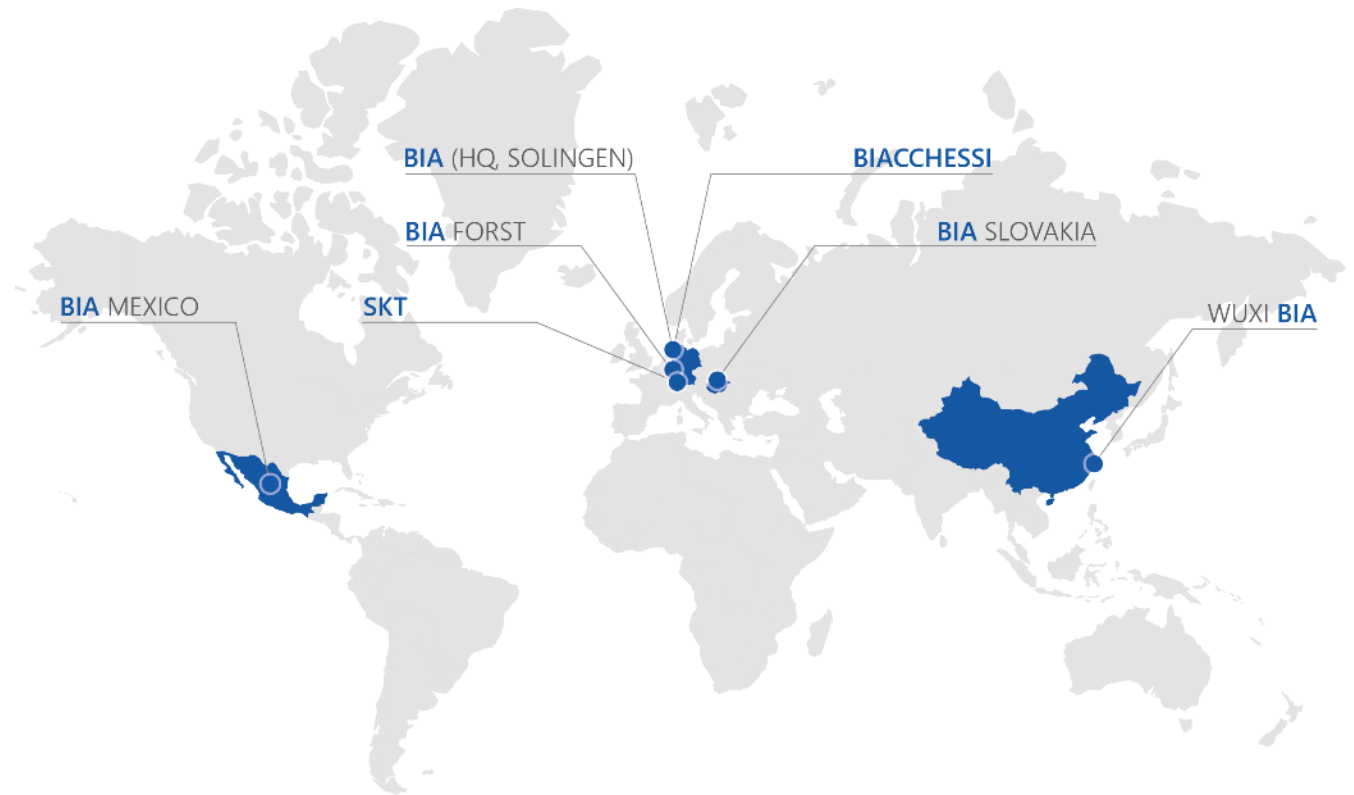 BIA (HQ, SOLINGEN)
BIACCHESSI
BIA FORST
BIA SLOVAKIA
BIA MEXICO
SKT
WUXI BIA